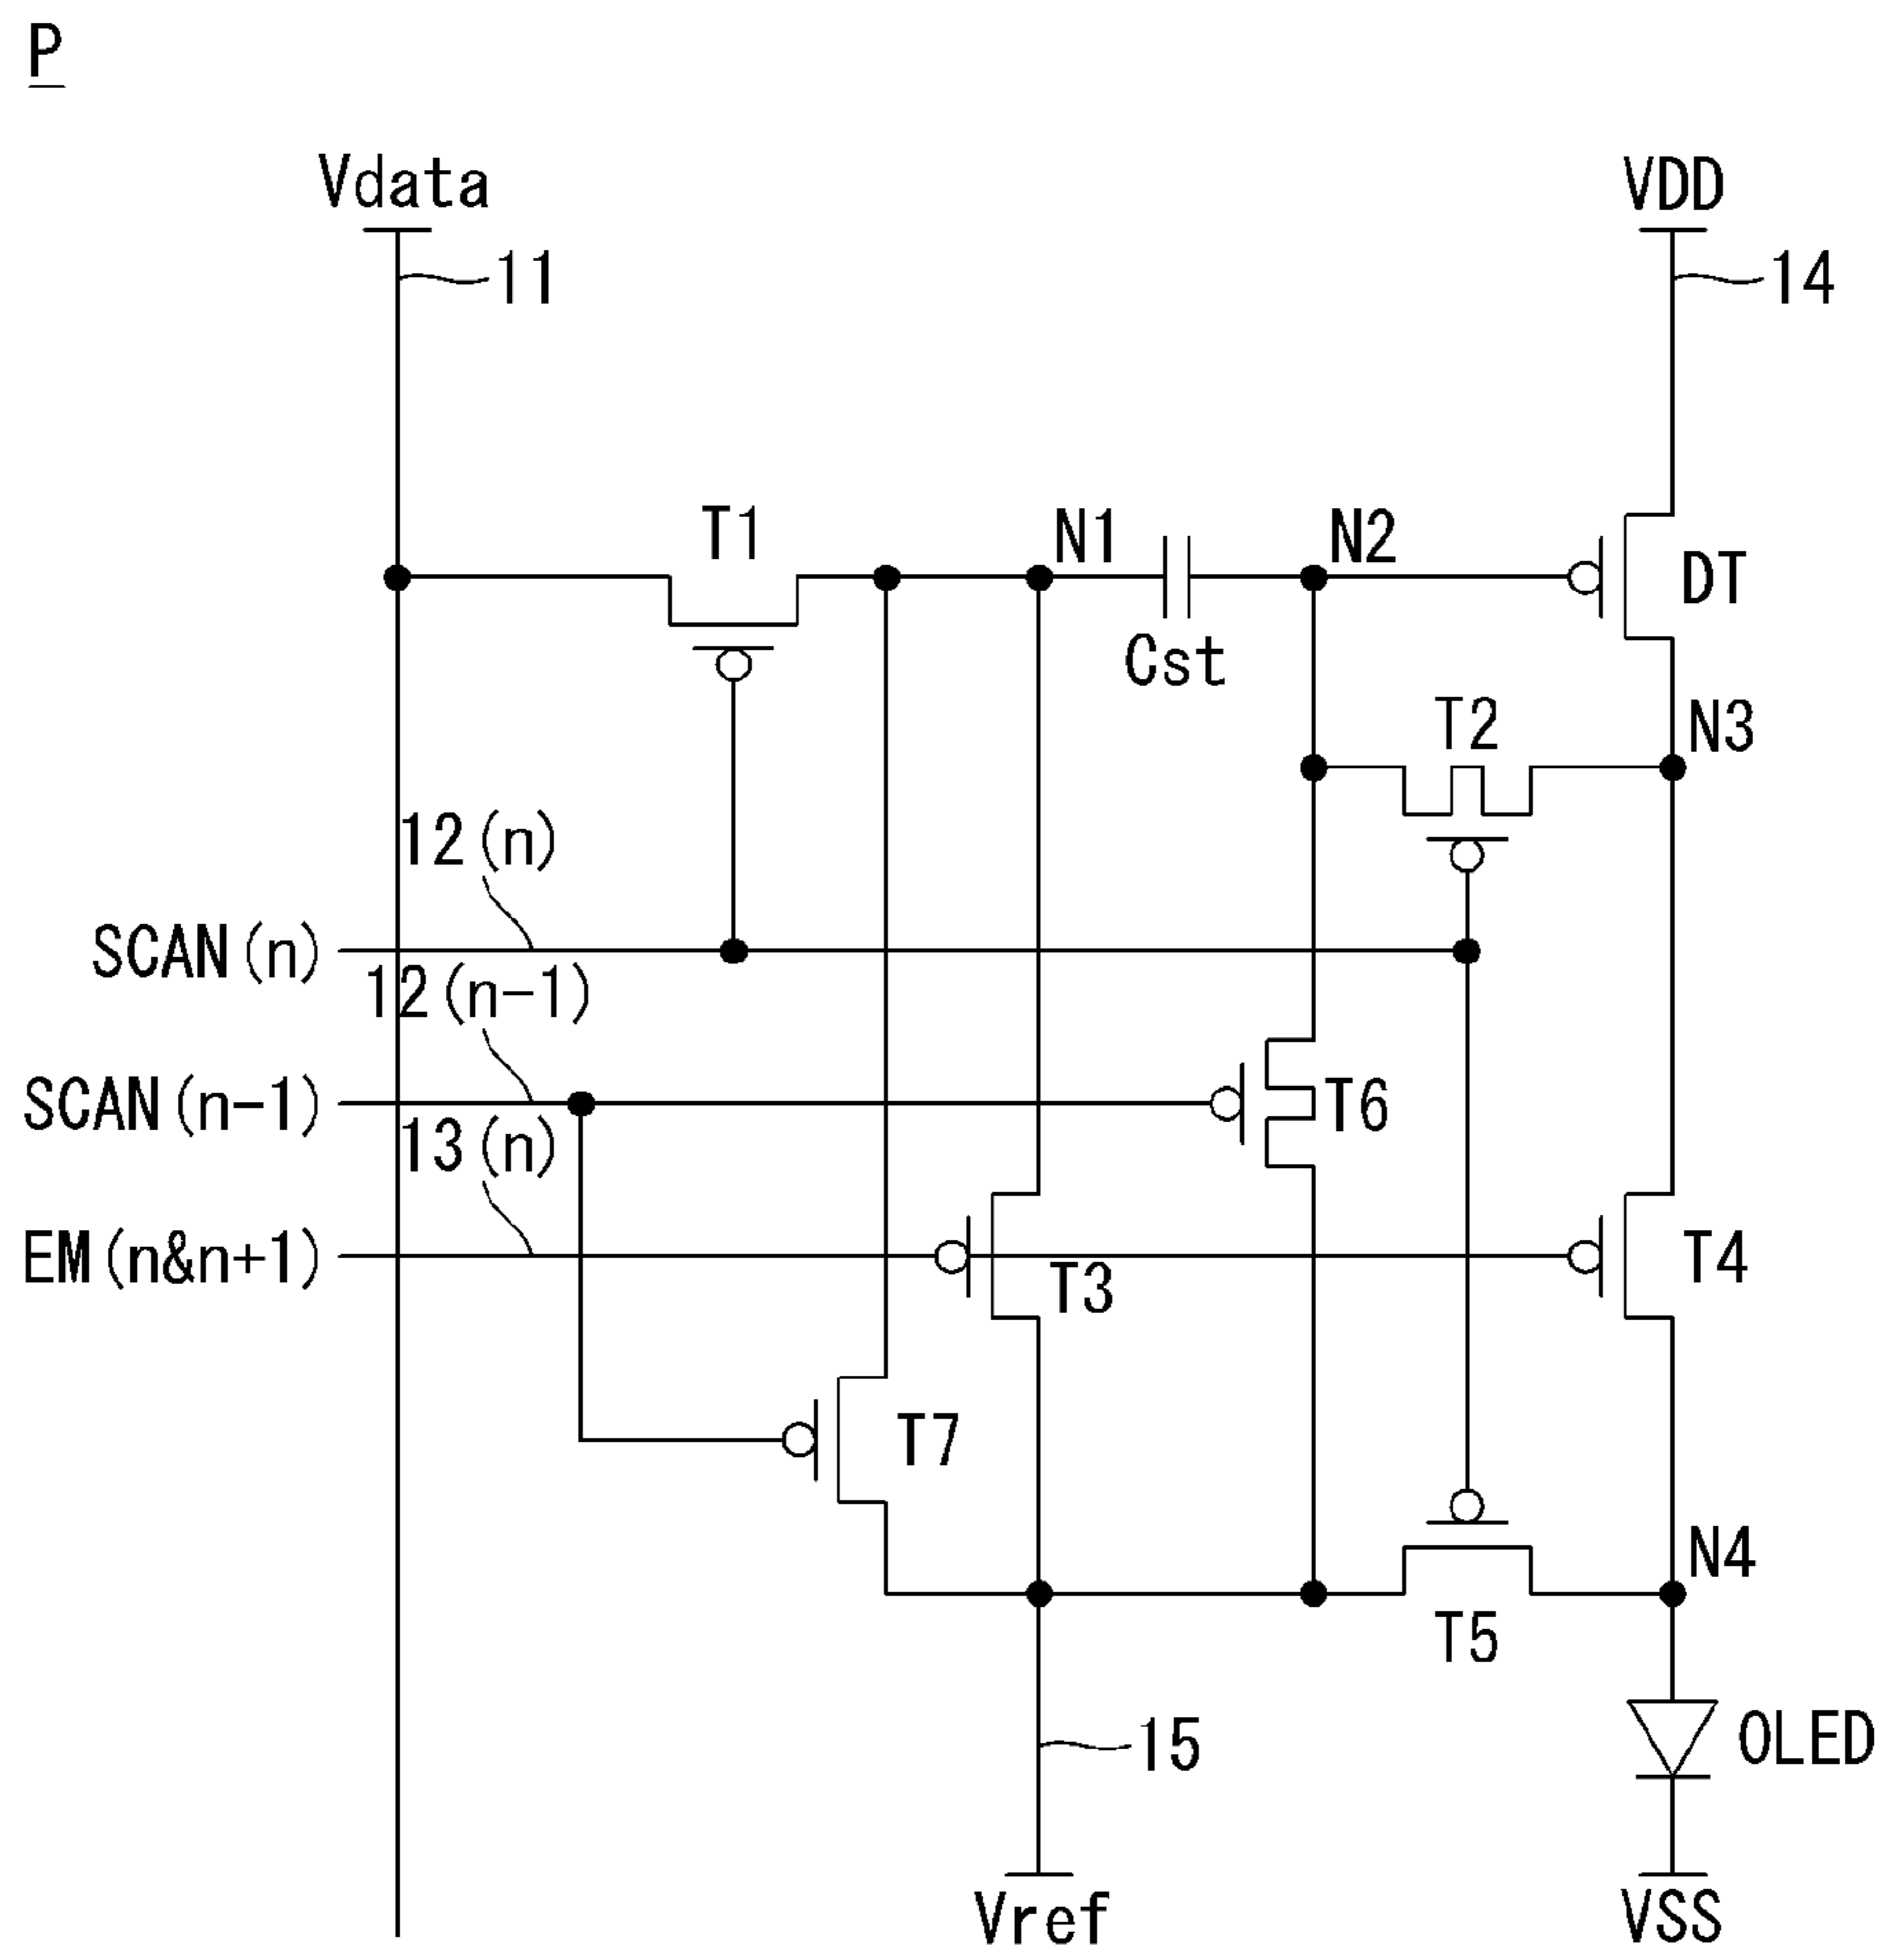 P
Vdata
VDD
11
14
T1
N1
N2
DT
Cst
T2
N3
12(n)
SCAN(n)
12(n-1)
SCAN(n-1)
T6
13(n)
EM(n&n+1)
T3
T4
T7
N4
T5
15
OLED
Vref
VSS